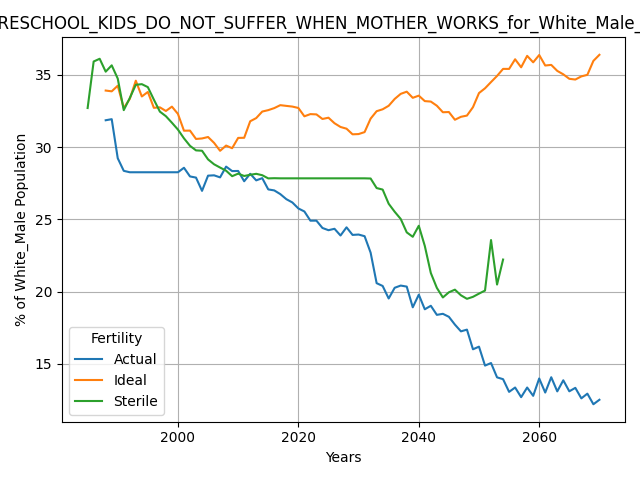 RESCHOOL_KIDS_DO_NOT_SUFFER_WHEN_MOTHER_WORKS_for_White_Male_
% of White_Male Population
35
30
25
20
15
Fertility
Actual
Ideal
Sterile
2000
2020
2040
2060
Years